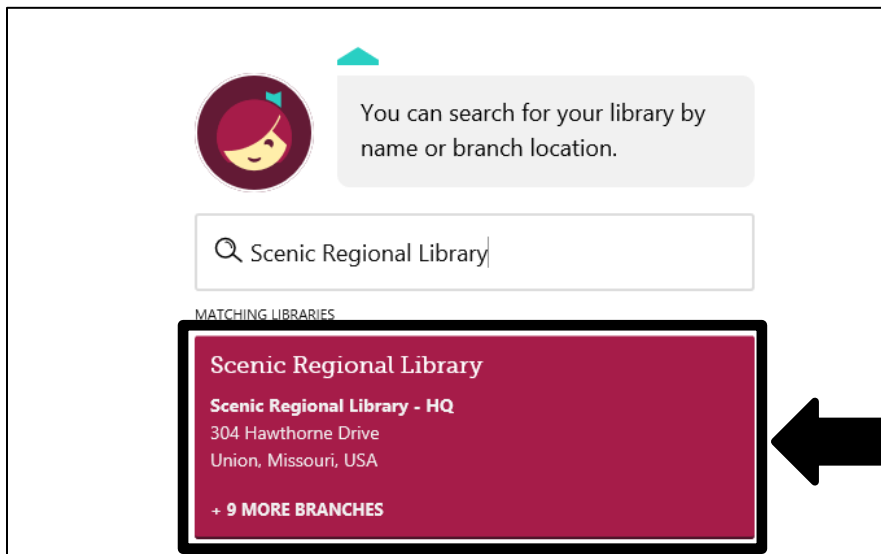 You can search for your library by
name or branch location.
Scenic Regional Library
MATCHING LIBRARIES
Scenic Regional Library
Scenic Regional Library - HQ
304 Hawthorne Drive
Union, Missouri, USA
+ 9 MORE BRANCHES